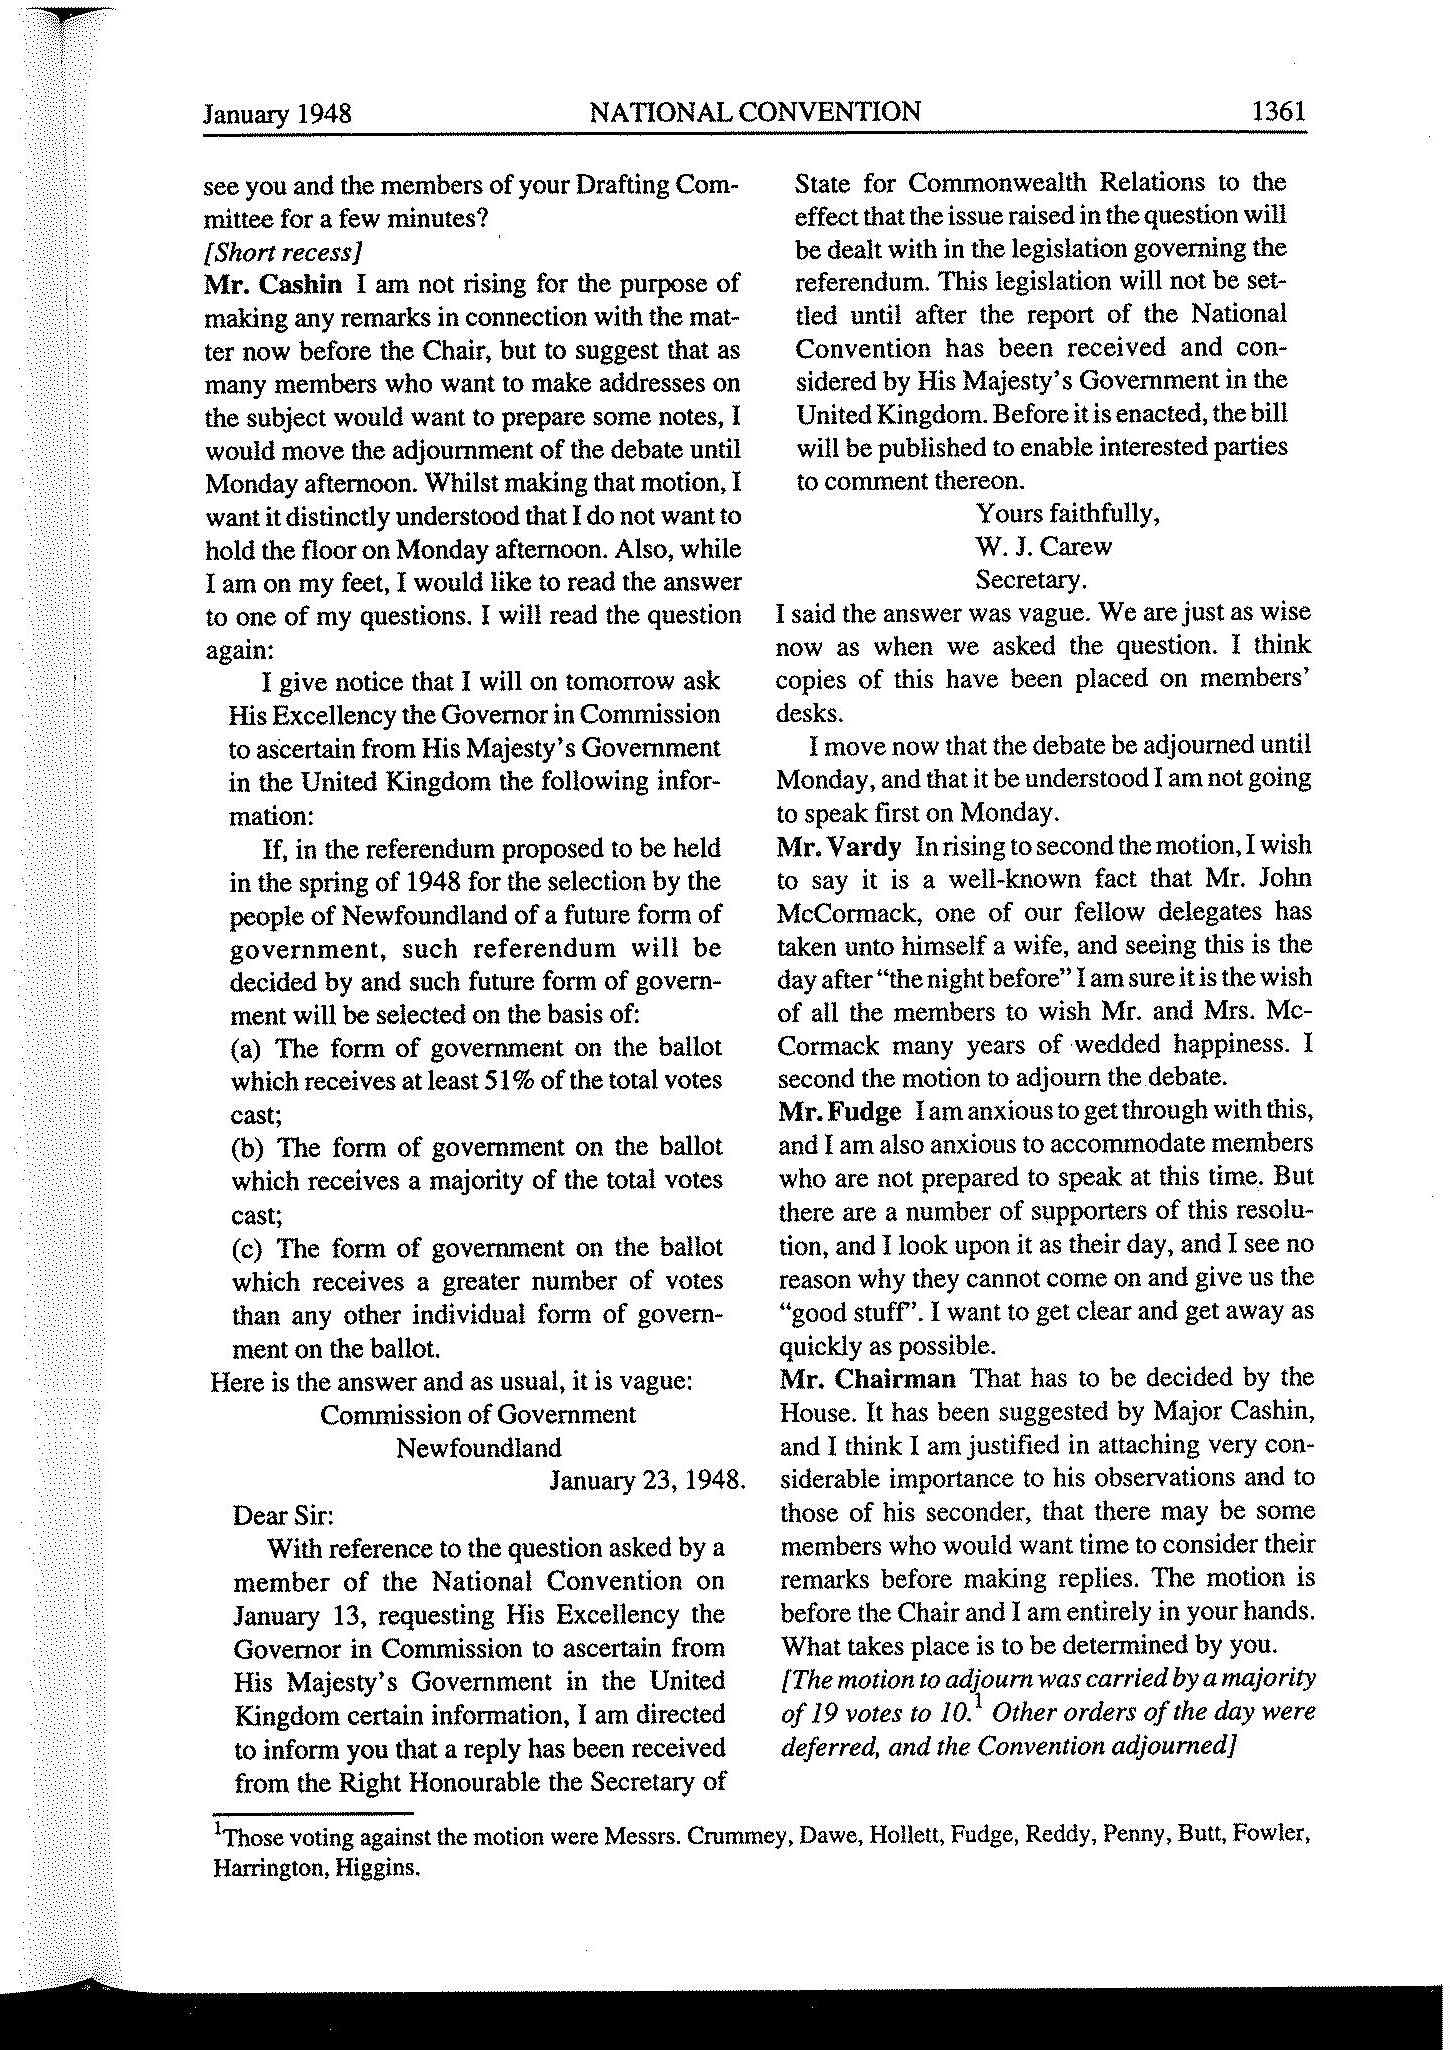 January 1948 NATIONAL CONVENTION 1361
see you and the members of your Drafting Com-
mittee for a few minutes?
[Short recess]
Mr. Cashin I am not rising for the purpose of
making any remarks in connection with the mat-
ter now before the Chair, but to suggest that as
many members who want to make addresses on
the subject would want to prepare some notes, I
would move the adjournment of the debate until
Monday afternoon. Whilst making that motion, I
want it distinctly understood that I do not want to
hold the floor on Monday afternoon. Also, while
I am on my feet, I would like to read the answer
to one of my questions. I will read the question
again:
I give notice that I will on tomorrow ask
His Excellency the Governor in Commission
to ascertain from His Majesty's Government
in the United Kingdom the following infor-
mation:
If, in the referendum proposed to be held
in the spring of 1948 for the selection by the
people of Newfoundland of a future form of
government, such referendum will be
decided by and such future form of govern-
ment will be selected on the basis of:
(a) The form of government on the ballot
which receives at least 51% of the total votes
cast;
(b) The form of government on the ballot
which receives a majority of the total votes
cast;
(c) The form of government on the ballot
which receives a greater number of votes
than any other individual form of govern-
ment on the ballot.
Here is the answer and as usual, it is vague:
Commission of Government
Newfoundland
January 23, 1948.
Dear Sir:
With reference to the question asked by a
member of the National Convention on
January 13, requesting His Excellency the
Governor in Commission to ascertain from
His Majesty's Government in the United
Kingdom certain information, I am directed
to inform you that a reply has been received
from the Right Honourable the Secretary of
State for Commonwealth Relations to the
effect that the issue raised in the question will
be dealt with in the legislation governing the
referendum. This legislation will not be set-
tled until after the report of the National
Convention has been received and con-
sidered by His Majesty's Government in the
United Kingdom. Before it is enacted, the bill
will be published to enable interested parties
to comment thereon.
Yours faithfully,
W. J. Carew
Secretary.
I said the answer was vague. We are just as wise
now as when we asked the question. I think
copies of this have been placed on members'
desks.
I move now that the debate be adjourned until
Monday, and that it be understood I am not going
to speak first on Monday.
Mr. Vardy In rising to second the motion, I wish
to say it is a well-known fact that Mr. John
McCormack, one of our fellow delegates has
taken unto himself a wife, and seeing this is the
day after "the night before" I am sure it is the wish
of all the members to wish Mr. and Mrs. Mc-
Cormack many years of wedded happiness. I
second the motion to adjourn the debate.
Mr. Fudge I am anxious to get through with this,
and I am also anxious to accommodate members
who are not prepared to speak at this time. But
there are a number of supporters of this resolu-
tion, and I look upon it as their day, and I see no
reason why they cannot come on and give us the
"good stuff". I want to get clear and get away as
quickly as possible.
Mr. Chairman That has to be decided by the
House. It has been suggested by Major Cashin,
and I think I am justified in attaching very con-
siderable importance to his observations and to
those of his seconder, that there may be some
members who would want time to consider their
remarks before making replies. The motion is
before the Chair and I am entirely in your hands.
What takes place is to be determined by you.
[The motion to adjourn was carried by a majority
of 19 votes to 10.1 Other orders of the day were
deferred, and the Convention adjourned]
1Those voting against the motion were Messrs. Crummey, Dawe, Hollett, Fudge, Reddy, Penny, Butt, Fowler,
Harrington, Higgins.